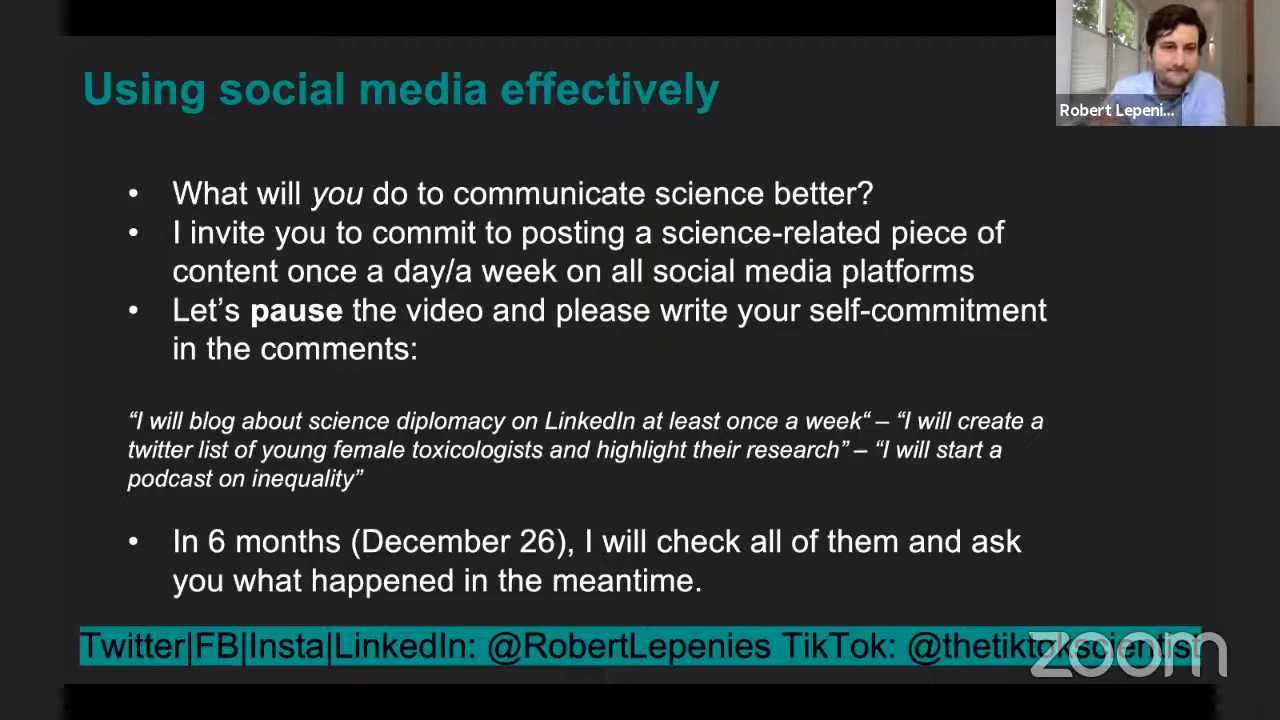 Using social media effectively
Robert Lepeni...
• What will you do to communicate science better?
• I invite you to commit to posting a science-related piece of
content once a day/a week on all social media platforms
• Let's pause the video and please write your self-commitment
in the comments:
“I will blog about science diplomacy on LinkedIn at least once a week“ – “I will create a
twitter list of young female toxicologists and highlight their research” – “I will start a
podcast on inequality”
• In 6 months (December 26), I will check all of them and ask
you what happened in the meantime.
Twitter|FB|Insta|LinkedIn: @RobertLepenies TikTok: @thetiktokscientist
zoom